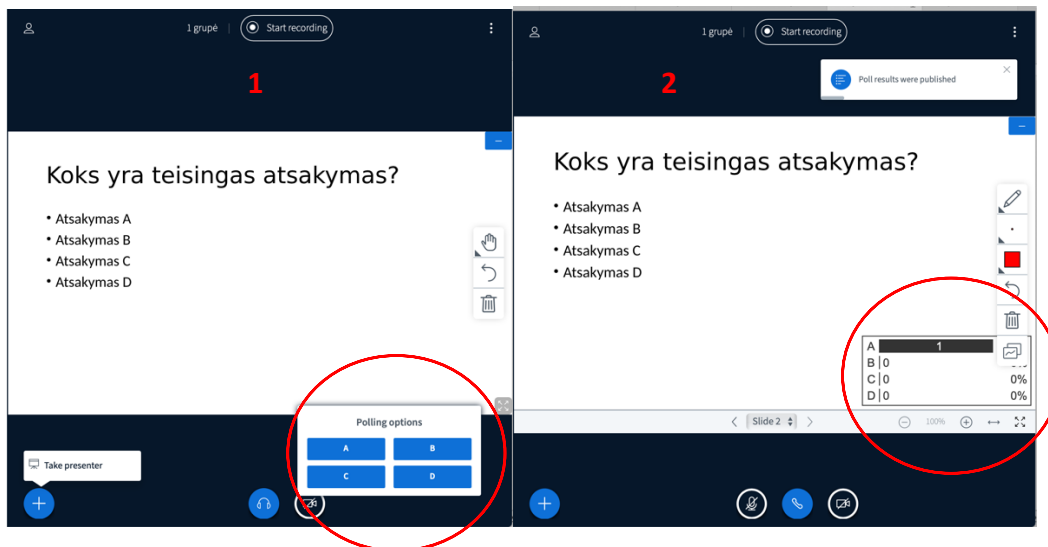 1 grupė | Start recording
1
Koks yra teisingas atsakymas?
• Atsakymas A
• Atsakymas B
• Atsakymas C
• Atsakymas D
Polling options
A B
C D
Take presenter
1 grupė | Start recording
2
Poll results were published
Koks yra teisingas atsakymas?
• Atsakymas A
• Atsakymas B
• Atsakymas C
• Atsakymas D
A 1
B 0
C 0 0%
D 0 0%
Slide 2 100%